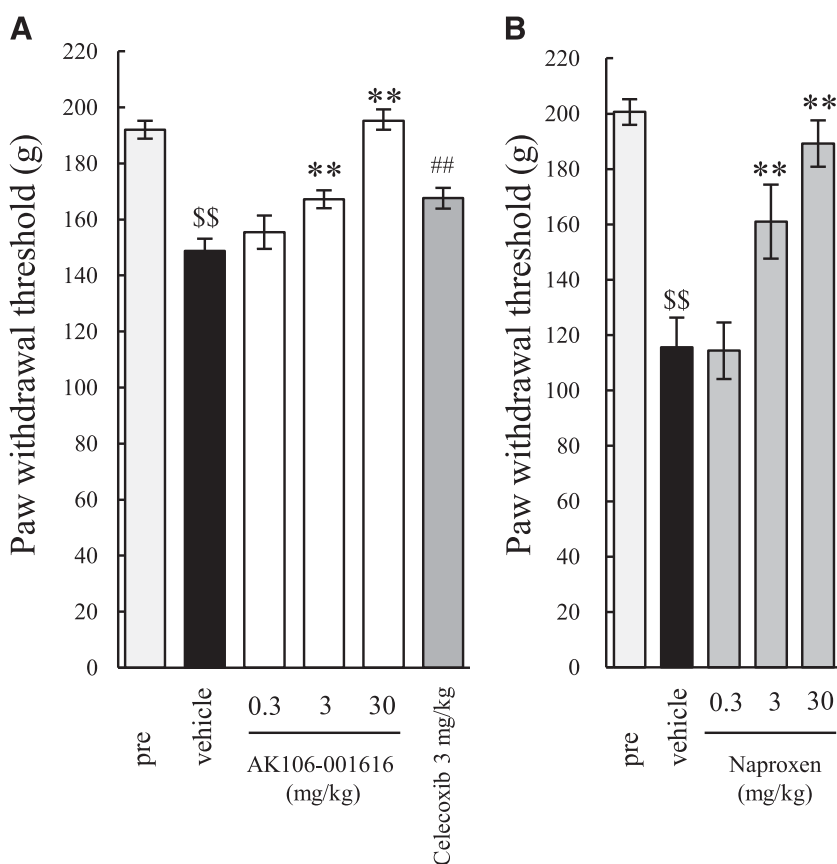 A
Paw withdrawal threshold (g)
220
200
180
160
140
120
100
80
60
40
20
0
$$
**
**
##
pre
vehicle
0.3
3
30
AK106-001616
(mg/kg)
Celecoxib 3 mg/kg
B
Paw withdrawal threshold (g)
220
200
180
160
140
120
100
80
60
40
20
0
$$
**
**
pre
vehicle
0.3
3
30
Naproxen
(mg/kg)